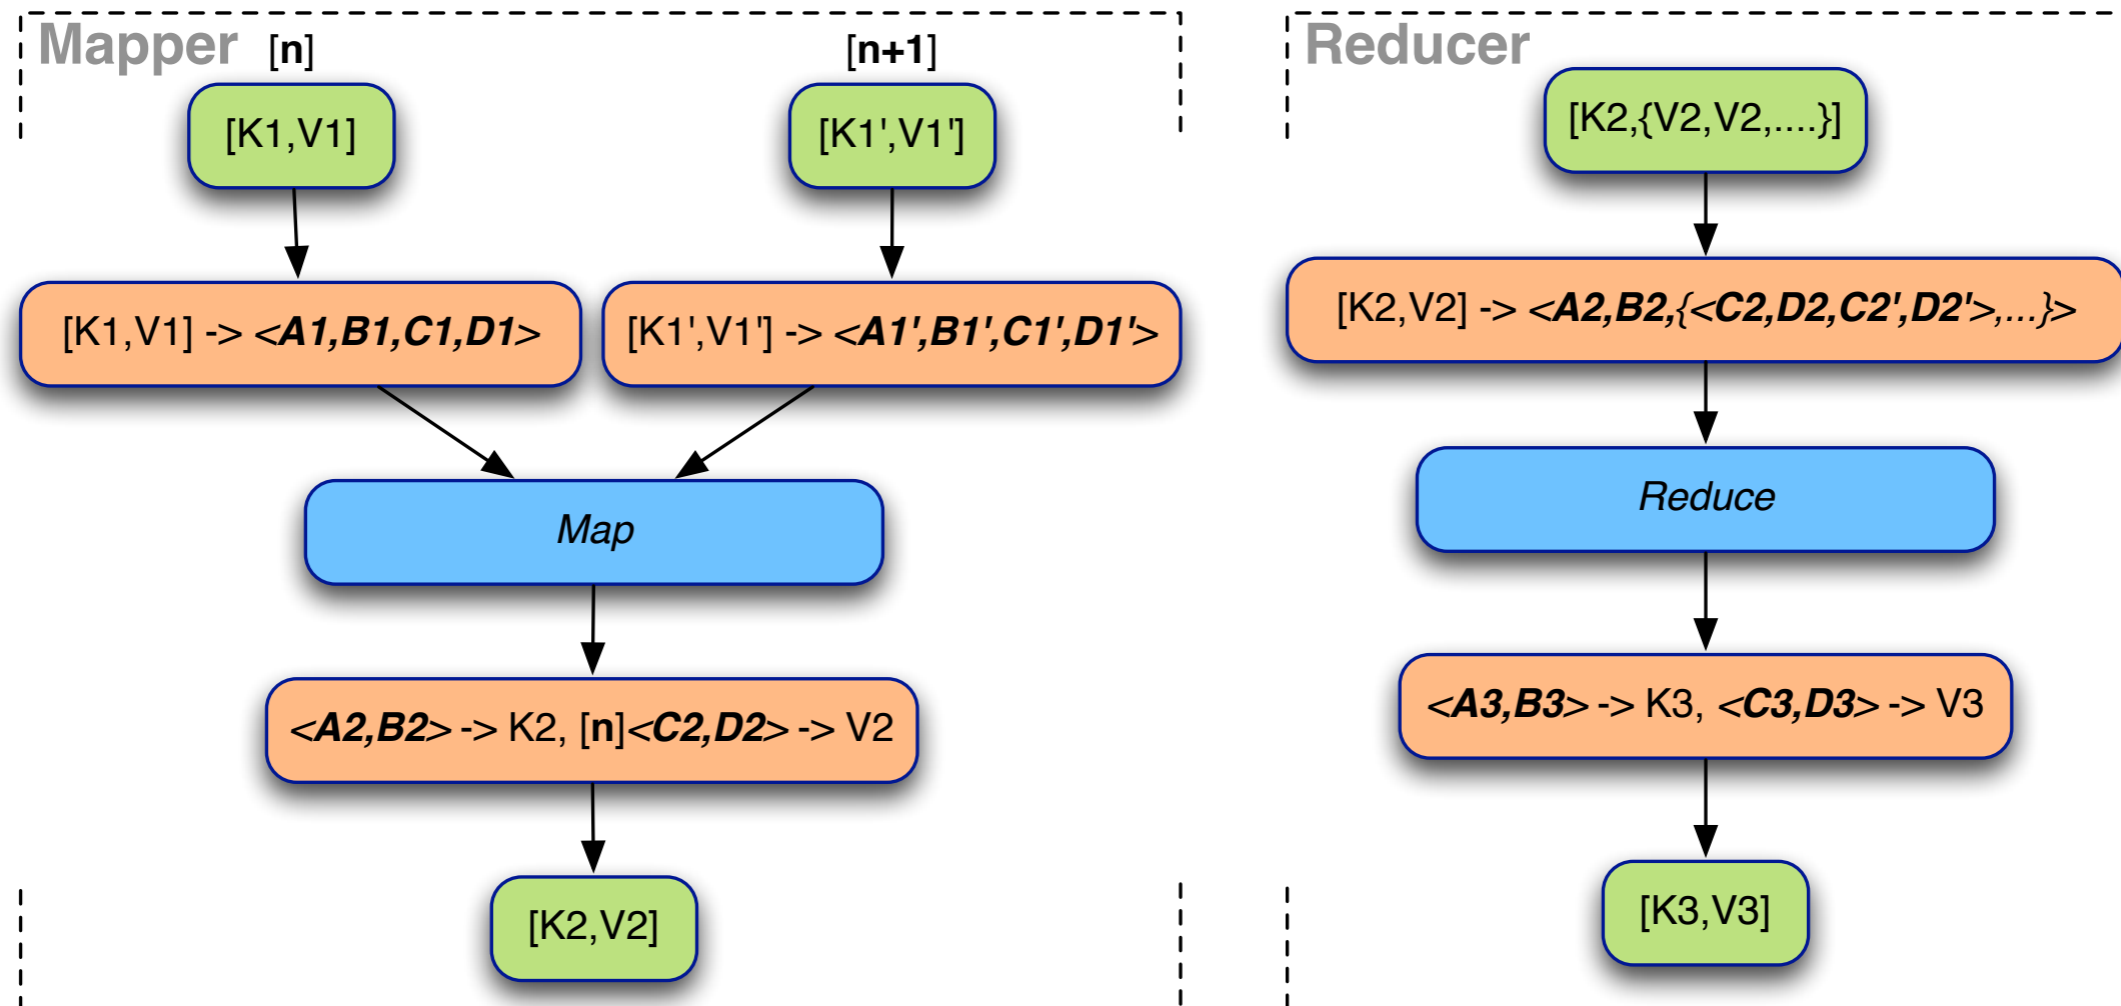 Mapper [n] [n+1]
[K1,V1] [K1',V1']
[K1,V1] -> <A1,B1,C1,D1> [K1',V1'] -> <A1',B1',C1',D1'>
Map
<A2,B2> -> K2, [n]<C2,D2> -> V2
[K2,V2]
Reducer
[K2,{V2,V2,....}]
[K2,V2] -> <A2,B2,{<C2,D2,C2',D2'>,...}>
Reduce
<A3,B3> -> K3, <C3,D3> -> V3
[K3,V3]